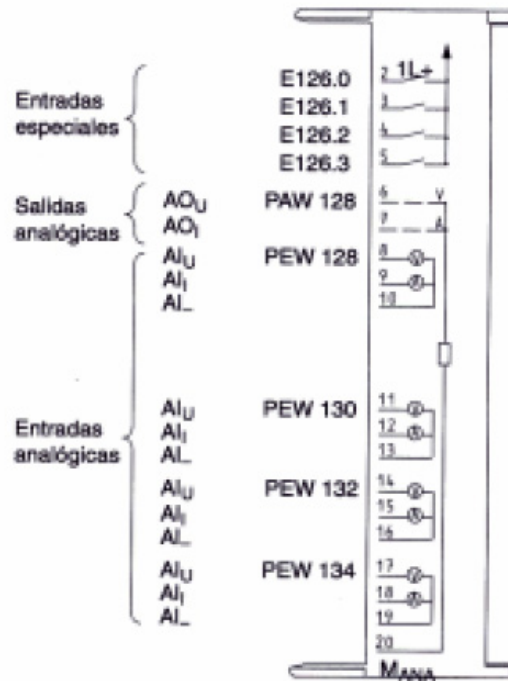 1L+
E126.0 2
E126.1 3
Entradas especiales
E126.2 4
E126.3 5
Salidas analógicas
AOU PAW 128 6 V
AOI 7 A
AIU PEW 128 8 V
AII 9 A
AI_ 10
Entradas analógicas
AIU PEW 130 11 V
AII 12 A
AI_ 13
AIU PEW 132 14 V
AII 15 A
AI_ 16
AIU PEW 134 17 V
AII 18 A
AI_ 19
20
MANA